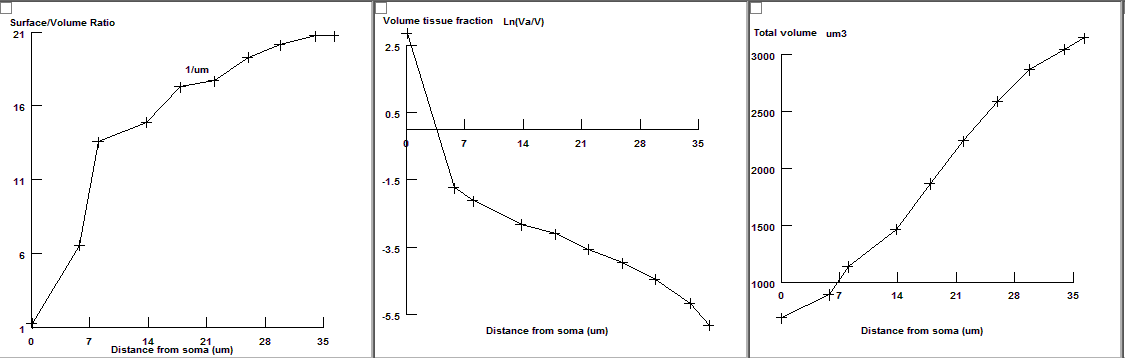 Surface/Volume Ratio
21
1/um
16
11
6
1
0 7 14 21 28 35
Distance from soma (um)
Volume tissue fraction Ln(Va/V)
2.5
0.5
0 7 14 21 28 35
-1.5
-3.5
-5.5
Distance from soma (um)
Total volume um3
3000
2500
2000
1500
1000
0 7 14 21 28 35
Distance from soma (um)